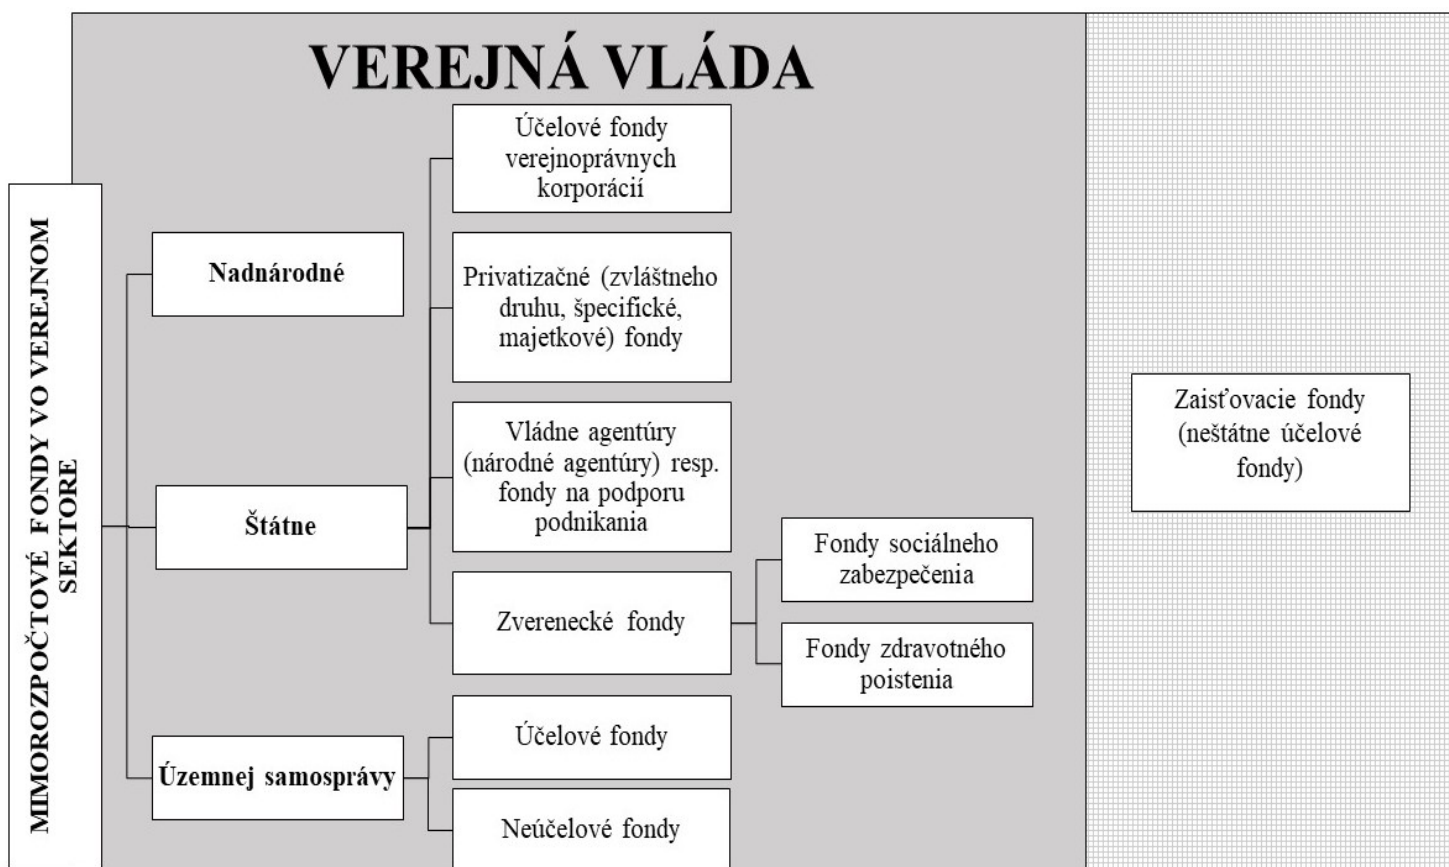 VEREJNÁ VLÁDA
MIMOROZPOČTOVÉ FONDY VO VEREJNOM
SEKTORE
Nadnárodné
Štátne
Územnej samosprávy
Účelové fondy
verejnoprávnych
korporácií
Privatizačné (zvláštneho
druhu, špecifické,
majetkové) fondy
Vládne agentúry
(národné agentúry) resp.
fondy na podporu
podnikania
Zverenecké fondy
Fondy sociálneho
zabezpečenia
Fondy zdravotného
poistenia
Účelové fondy
Neúčelové fondy
Zaisťovacie fondy
(neštátne účelové
fondy)